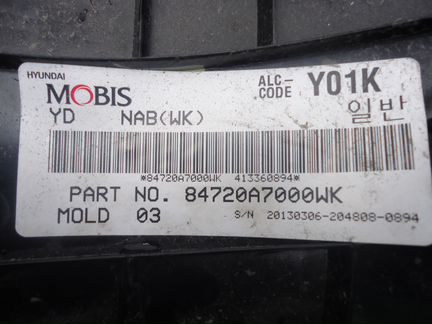 HYUNDAI
MOBIS
ALC-CODE Y01K
YD NAB(WK) 일반
*84720A7000WK 413360894*
PART NO. 84720A7000WK
MOLD 03 S/N 20130306-204808-0894